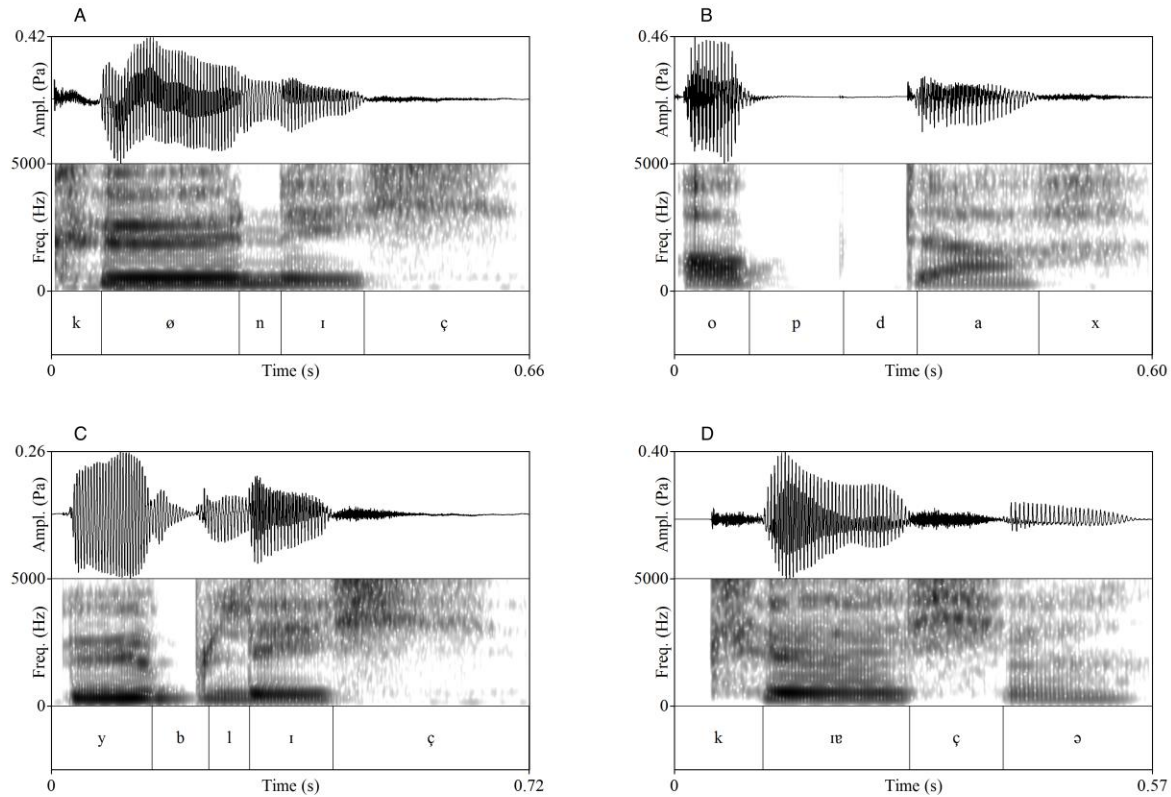 A
0.42
Ampl. (Pa)
5000
Freq. (Hz)
0
k ø n ɪ ç
0 Time (s) 0.66
B
0.46
Ampl. (Pa)
5000
Freq. (Hz)
0
o p d a x
0 Time (s) 0.60
C
0.26
Ampl. (Pa)
5000
Freq. (Hz)
0
y b l ɪ ç
0 Time (s) 0.72
D
0.40
Ampl. (Pa)
5000
Freq. (Hz)
0
k ɪɐ ç ə
0 Time (s) 0.57